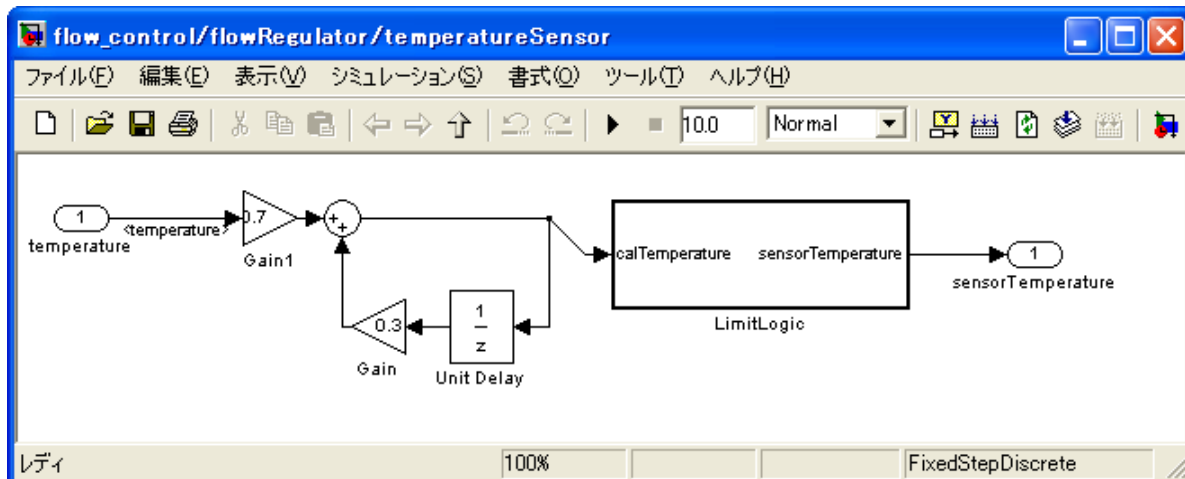 flow_control/flowRegulator/temperatureSensor
ファイル(F) 編集(E) 表示(V) シミュレーション(S) 書式(O) ツール(T) ヘルプ(H)
10.0 Normal
1
temperature
<temperature>
0.7
Gain1
+
+
0.3
Gain
1
z
Unit Delay
calTemperature sensorTemperature
LimitLogic
1
sensorTemperature
レディ 100% FixedStepDiscrete